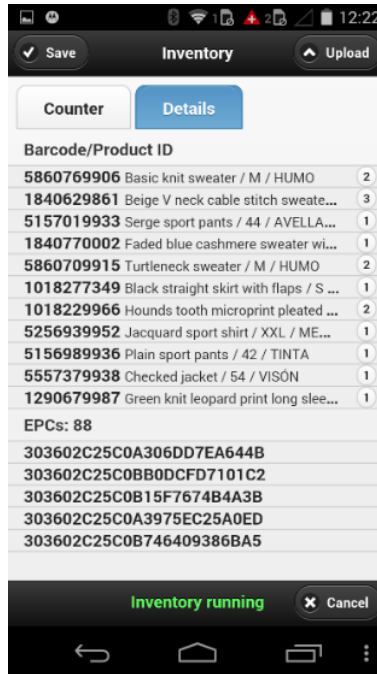 1 2 12:22
Save Inventory Upload
Counter Details
Barcode/Product ID
5860769906 Basic knit sweater / M / HUMO 2
1840629861 Beige V neck cable stitch sweate... 3
5157019933 Serge sport pants / 44 / AVELLA... 1
1840770002 Faded blue cashmere sweater wi... 1
5860709915 Turtleneck sweater / M / HUMO 2
1018277349 Black straight skirt with flaps / S ... 1
1018229966 Hounds tooth microprint pleated ... 2
5256939952 Jacquard sport shirt / XXL / ME... 1
5156989936 Plain sport pants / 42 / TINTA 1
5557379938 Checked jacket / 54 / VISÓN 1
1290679987 Green knit leopard print long slee... 1
EPCs: 88
303602C25C0A306DD7EA644B
303602C25C0BB0DCFD7101C2
303602C25C0B15F7674B4A3B
303602C25C0A3975EC25A0ED
303602C25C0B746409386BA5
Inventory running Cancel